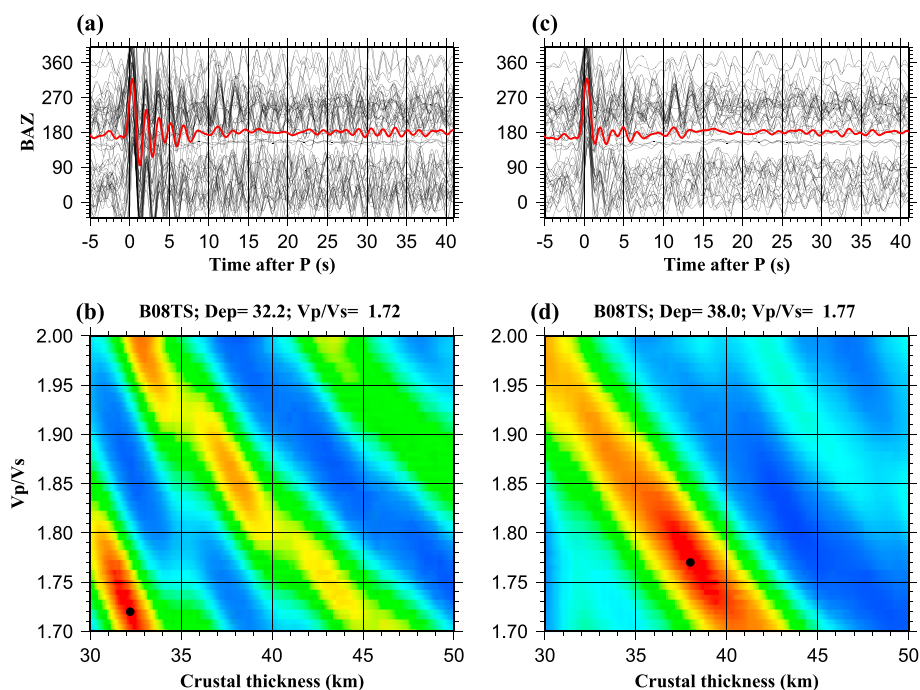 (a)
360
270
180
90
0
BAZ
-5 0 5 10 15 20 25 30 35 40
Time after P (s)
(c)
360
270
180
90
0
-5 0 5 10 15 20 25 30 35 40
Time after P (s)
(b) B08TS; Dep= 32.2; Vp/Vs= 1.72
2.00
1.95
1.90
1.85
1.80
1.75
1.70
Vp/Vs
30 35 40 45 50
Crustal thickness (km)
(d) B08TS; Dep= 38.0; Vp/Vs= 1.77
2.00
1.95
1.90
1.85
1.80
1.75
1.70
30 35 40 45 50
Crustal thickness (km)